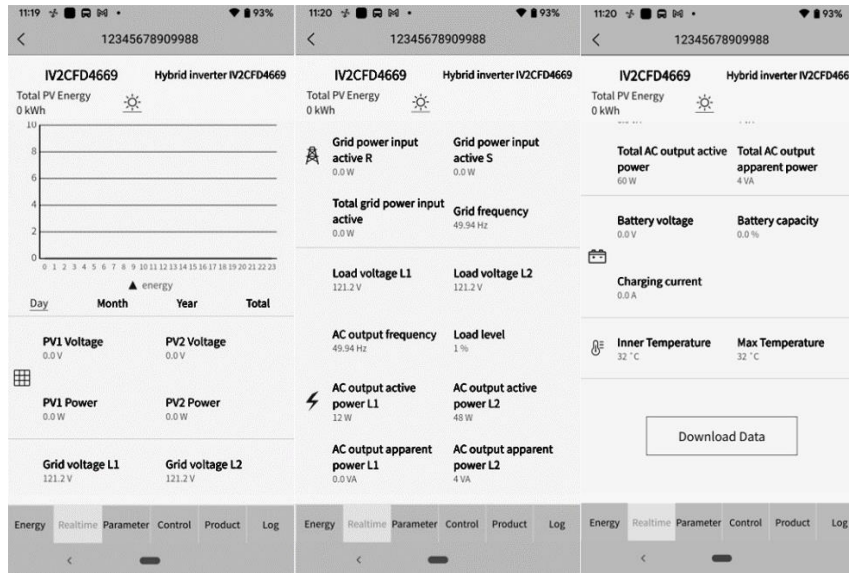 11:19
93%
12345678909988
IV2CFD4669 Hybrid inverter IV2CFD4669
Total PV Energy
0 kWh
10
8
6
4
2
0
0 1 2 3 4 5 6 7 8 9 10 11 12 13 14 15 16 17 18 19 20 21 22 23
energy
Day Month Year Total
PV1 Voltage PV2 Voltage
0.0 V 0.0 V
PV1 Power PV2 Power
0.0 W 0.0 W
Grid voltage L1 Grid voltage L2
121.2 V 121.2 V
Energy Realtime Parameter Control Product Log
11:20
93%
12345678909988
IV2CFD4669 Hybrid inverter IV2CFD4669
Total PV Energy
0 kWh
Grid power input active R Grid power input active S
0.0 W 0.0 W
Total grid power input active Grid frequency
0.0 W 49.94 Hz
Load voltage L1 Load voltage L2
121.2 V 121.2 V
AC output frequency Load level
49.94 Hz 1 %
AC output active power L1 AC output active power L2
12 W 48 W
AC output apparent power L1 AC output apparent power L2
0.0 VA 4 VA
Energy Realtime Parameter Control Product Log
11:20
93%
12345678909988
IV2CFD4669 Hybrid inverter IV2CFD466
Total PV Energy
0 kWh
Total AC output active power Total AC output apparent power
60 W 4 VA
Battery voltage Battery capacity
0.0 V 0.0 %
Charging current
0.0 A
Inner Temperature Max Temperature
32 °C 32 °C
Download Data
Energy Realtime Parameter Control Product Log